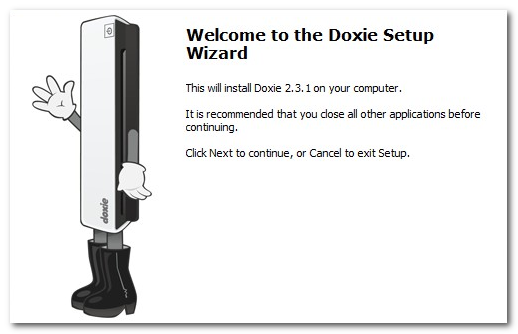 Welcome to the Doxie Setup
Wizard
This will install Doxie 2.3.1 on your computer.
It is recommended that you close all other applications before
continuing.
Click Next to continue, or Cancel to exit Setup.
doxie